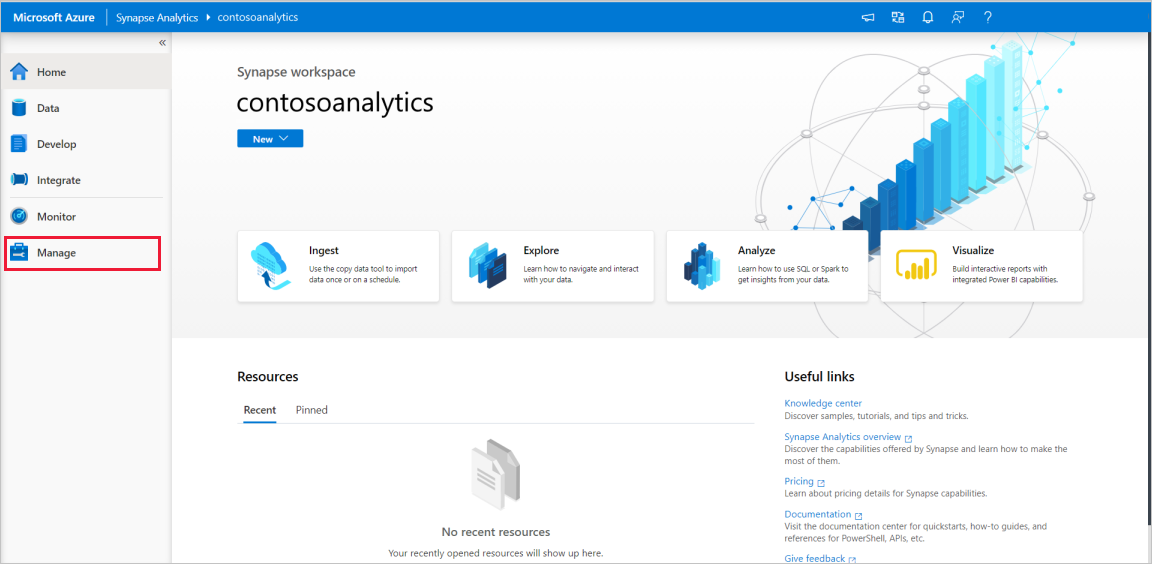 Microsoft Azure
Synapse Analytics
contosoanalytics
?
«
Home
Data
Develop
Integrate
Monitor
Manage
Synapse workspace
contosoanalytics
New
Ingest
Use the copy data tool to import
data once or on a schedule.
Explore
Learn how to navigate and interact
with your data.
Analyze
Learn how to use SQL or Spark to
get insights from your data.
Visualize
Build interactive reports with
integrated Power BI capabilities.
Resources
Recent
Pinned
No recent resources
Your recently opened resources will show up here.
Useful links
Knowledge center
Discover samples, tutorials, and tips and tricks.
Synapse Analytics overview
Discover the capabilities offered by Synapse and learn how to make the
most of them.
Pricing
Learn about pricing details for Synapse capabilities.
Documentation
Visit the documentation center for quickstarts, how-to guides, and
references for PowerShell, APIs, etc.
Give feedback